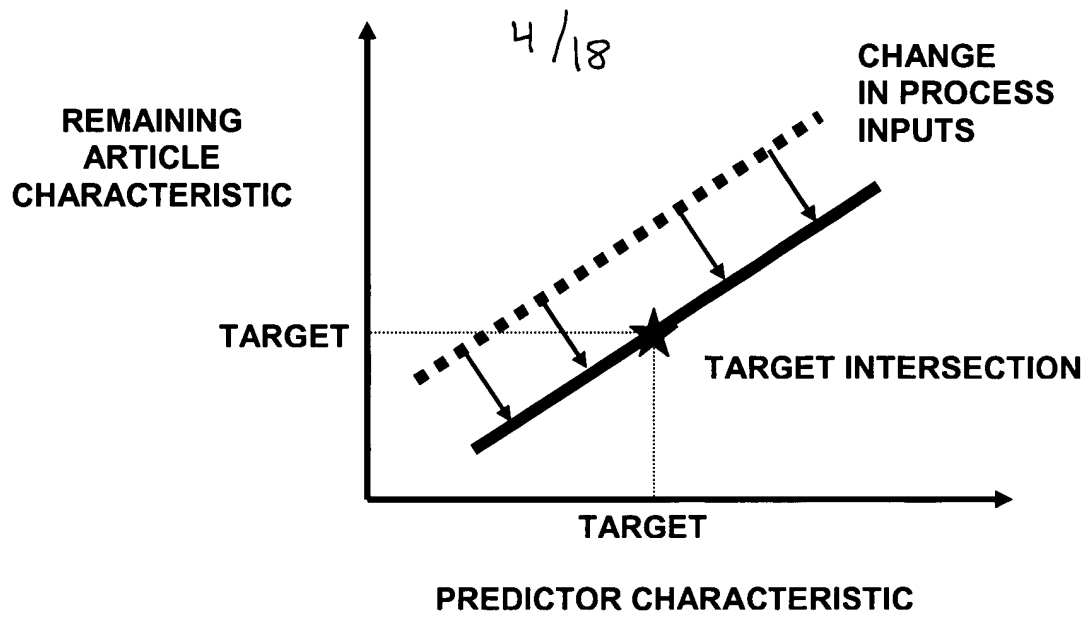 4/18
CHANGE
IN PROCESS
INPUTS
REMAINING
ARTICLE
CHARACTERISTIC
TARGET
TARGET INTERSECTION
TARGET
PREDICTOR CHARACTERISTIC